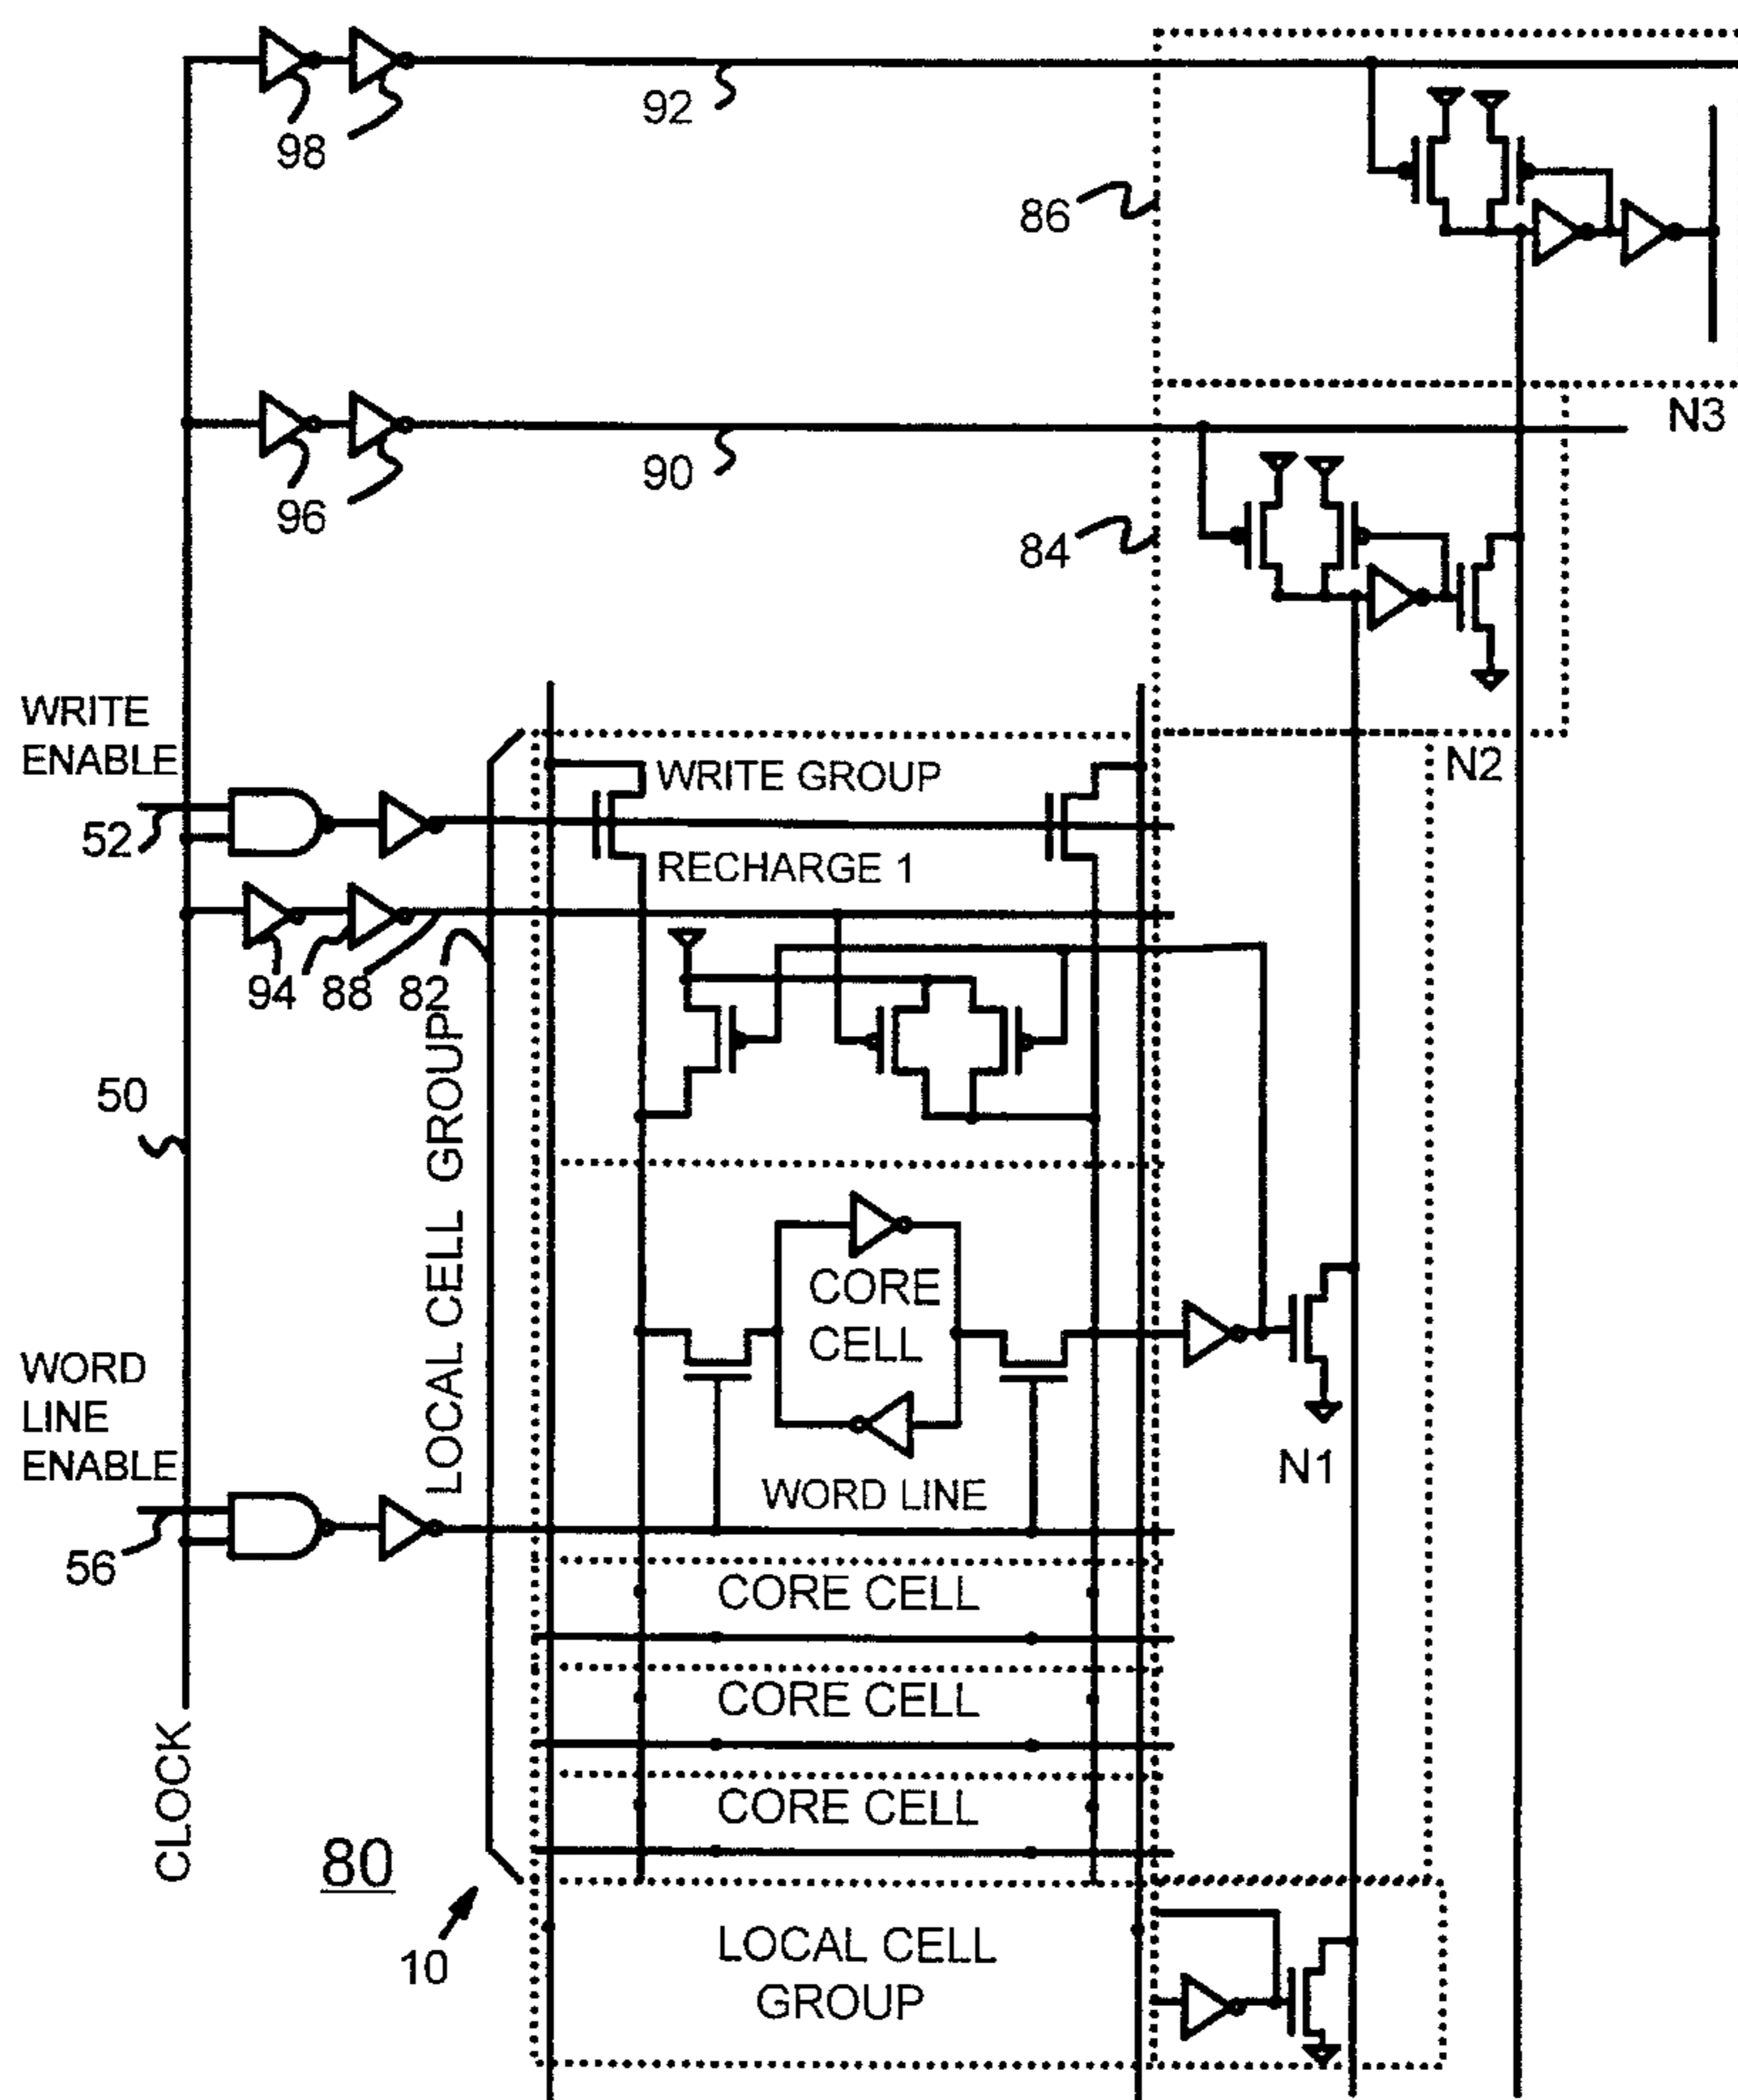 98
92
86
N3
96
90
84
WRITE
ENABLE
N2
WRITE GROUP
52
RECHARGE 1
94
88
82
50
LOCAL CELL GROUP
CORE
CELL
WORD
LINE
ENABLE
N1
WORD LINE
56
CORE CELL
CORE CELL
CORE CELL
CLOCK
80
10
LOCAL CELL
GROUP